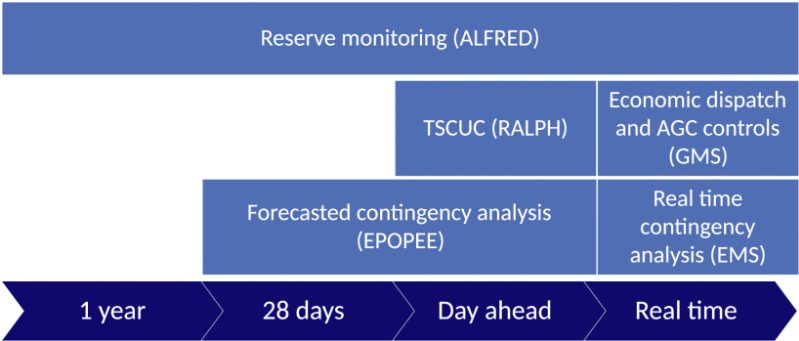 Reserve monitoring (ALFRED)
TSCUC (RALPH)
Economic dispatch
and AGC controls
(GMS)
Forecasted contingency analysis
(EPOPEE)
Real time
contingency
analysis (EMS)
1 year
28 days
Day ahead
Real time